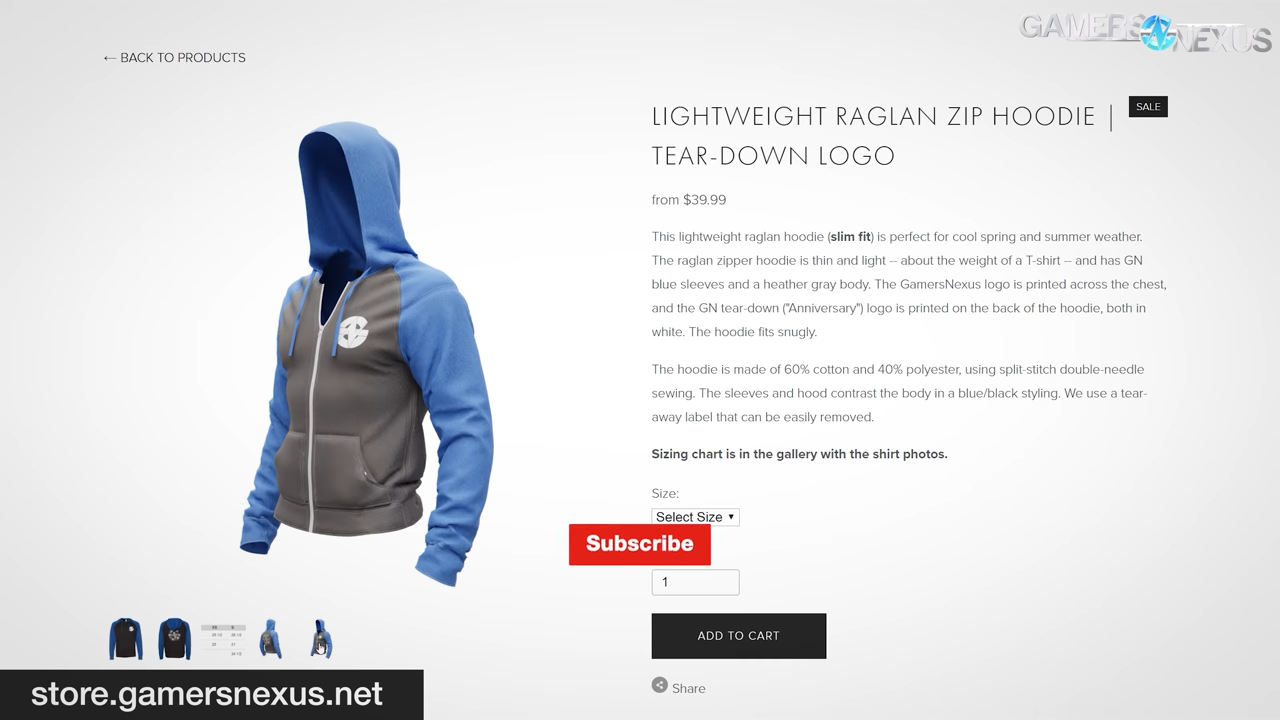 GAMERS NEXUS
← BACK TO PRODUCTS
SALE
LIGHTWEIGHT RAGLAN ZIP HOODIE |
TEAR-DOWN LOGO
from $39.99
This lightweight raglan hoodie (slim fit) is perfect for cool spring and summer weather.
The raglan zipper hoodie is thin and light -- about the weight of a T-shirt -- and has GN
blue sleeves and a heather gray body. The GamersNexus logo is printed across the chest,
and the GN tear-down ("Anniversary") logo is printed on the back of the hoodie, both in
white. The hoodie fits snugly.
The hoodie is made of 60% cotton and 40% polyester, using split-stitch double-needle
sewing. The sleeves and hood contrast the body in a blue/black styling. We use a tear-
away label that can be easily removed.
Sizing chart is in the gallery with the shirt photos.
Size:
Select Size ▼
Subscribe
1
ADD TO CART
Share
store.gamersnexus.net